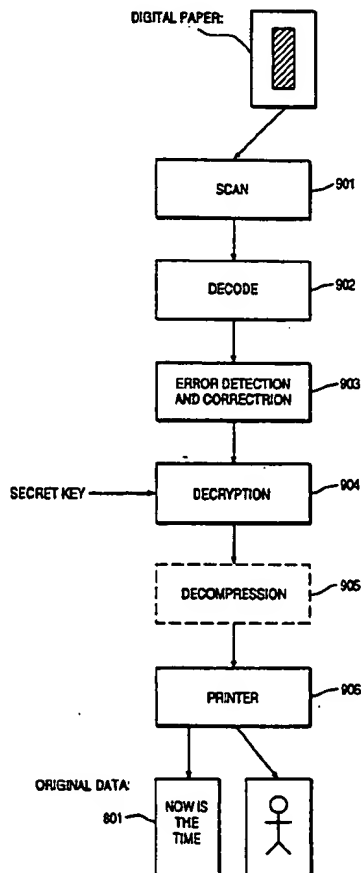 DIGITAL PAPER:
SCAN
901
DECODE
902
ERROR DETECTION
AND CORRECTRION
903
SECRET KEY
DECRYPTION
904
DECOMPRESSION
905
PRINTER
906
ORIGINAL DATA:
801
NOW IS
THE
TIME